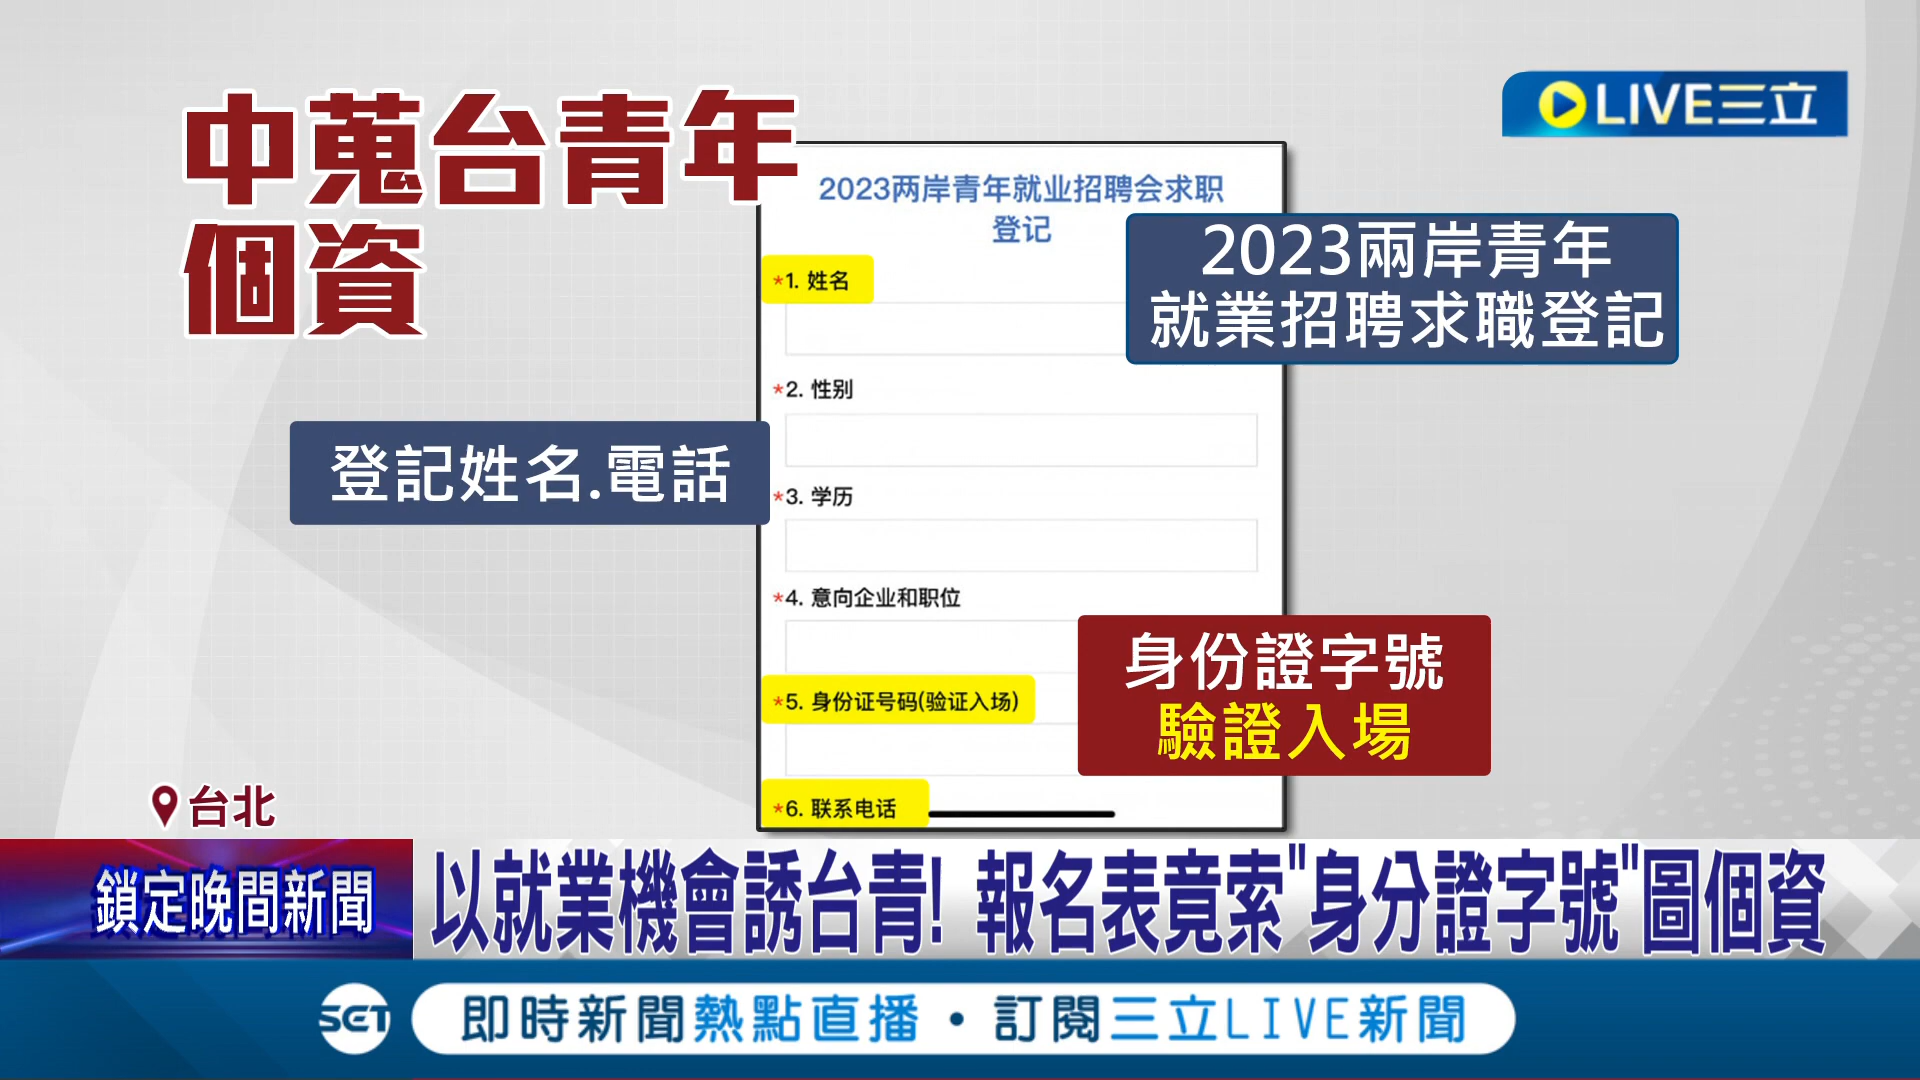 LIVE三立
中蒐台青年
個資
2023两岸青年就业招聘会求职
登记
2023兩岸青年
就業招聘求職登記
*1. 姓名
*2. 性别
登記姓名.電話
*3. 学历
*4. 意向企业和职位
身份證字號
驗證入場
*5. 身份证号码(验证入场)
*6. 联系电话
台北
鎖定晚間新聞
以就業機會誘台青! 報名表竟索"身分證字號"圖個資
SET
即時新聞熱點直播・訂閱三立LIVE新聞